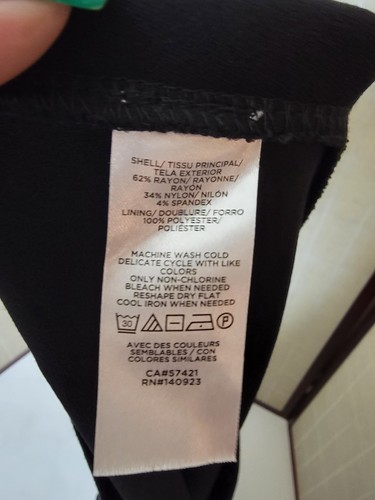 SHELL/ TISSU PRINCIPAL/
TELA EXTERIOR
62% RAYON/ RAYONNE/
RAYON
34% NYLON/ NILÓN
4% SPANDEX
LINING/ DOUBLURE/ FORRO
100% POLYESTER/
POLIÉSTER
MACHINE WASH COLD
DELICATE CYCLE WITH LIKE
COLORS
ONLY NON-CHLORINE
BLEACH WHEN NEEDED
RESHAPE DRY FLAT
COOL IRON WHEN NEEDED
30 P
AVEC DES COULEURS
SEMBLABLES / CON
COLORES SIMILARES
CA#57421
RN#140923